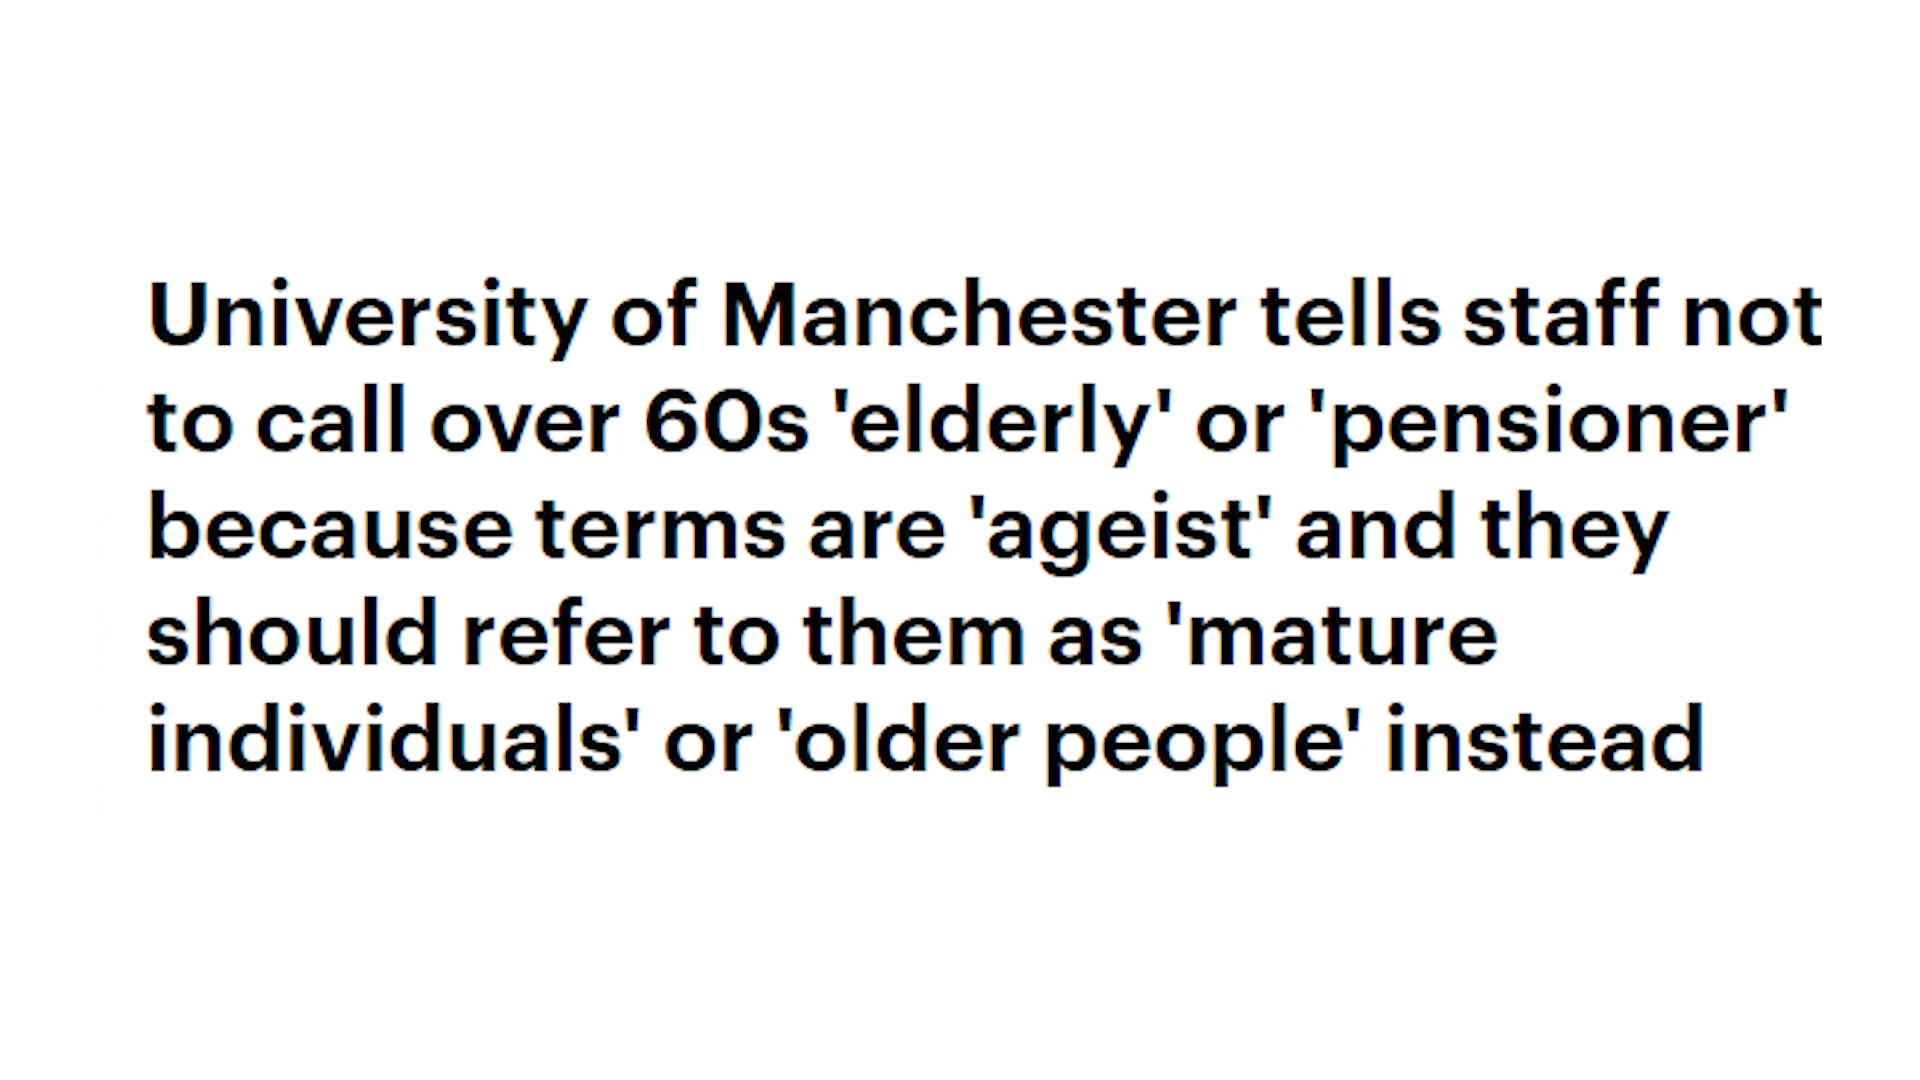 University of Manchester tells staff not
to call over 60s 'elderly' or 'pensioner'
because terms are 'ageist' and they
should refer to them as 'mature
individuals' or 'older people' instead